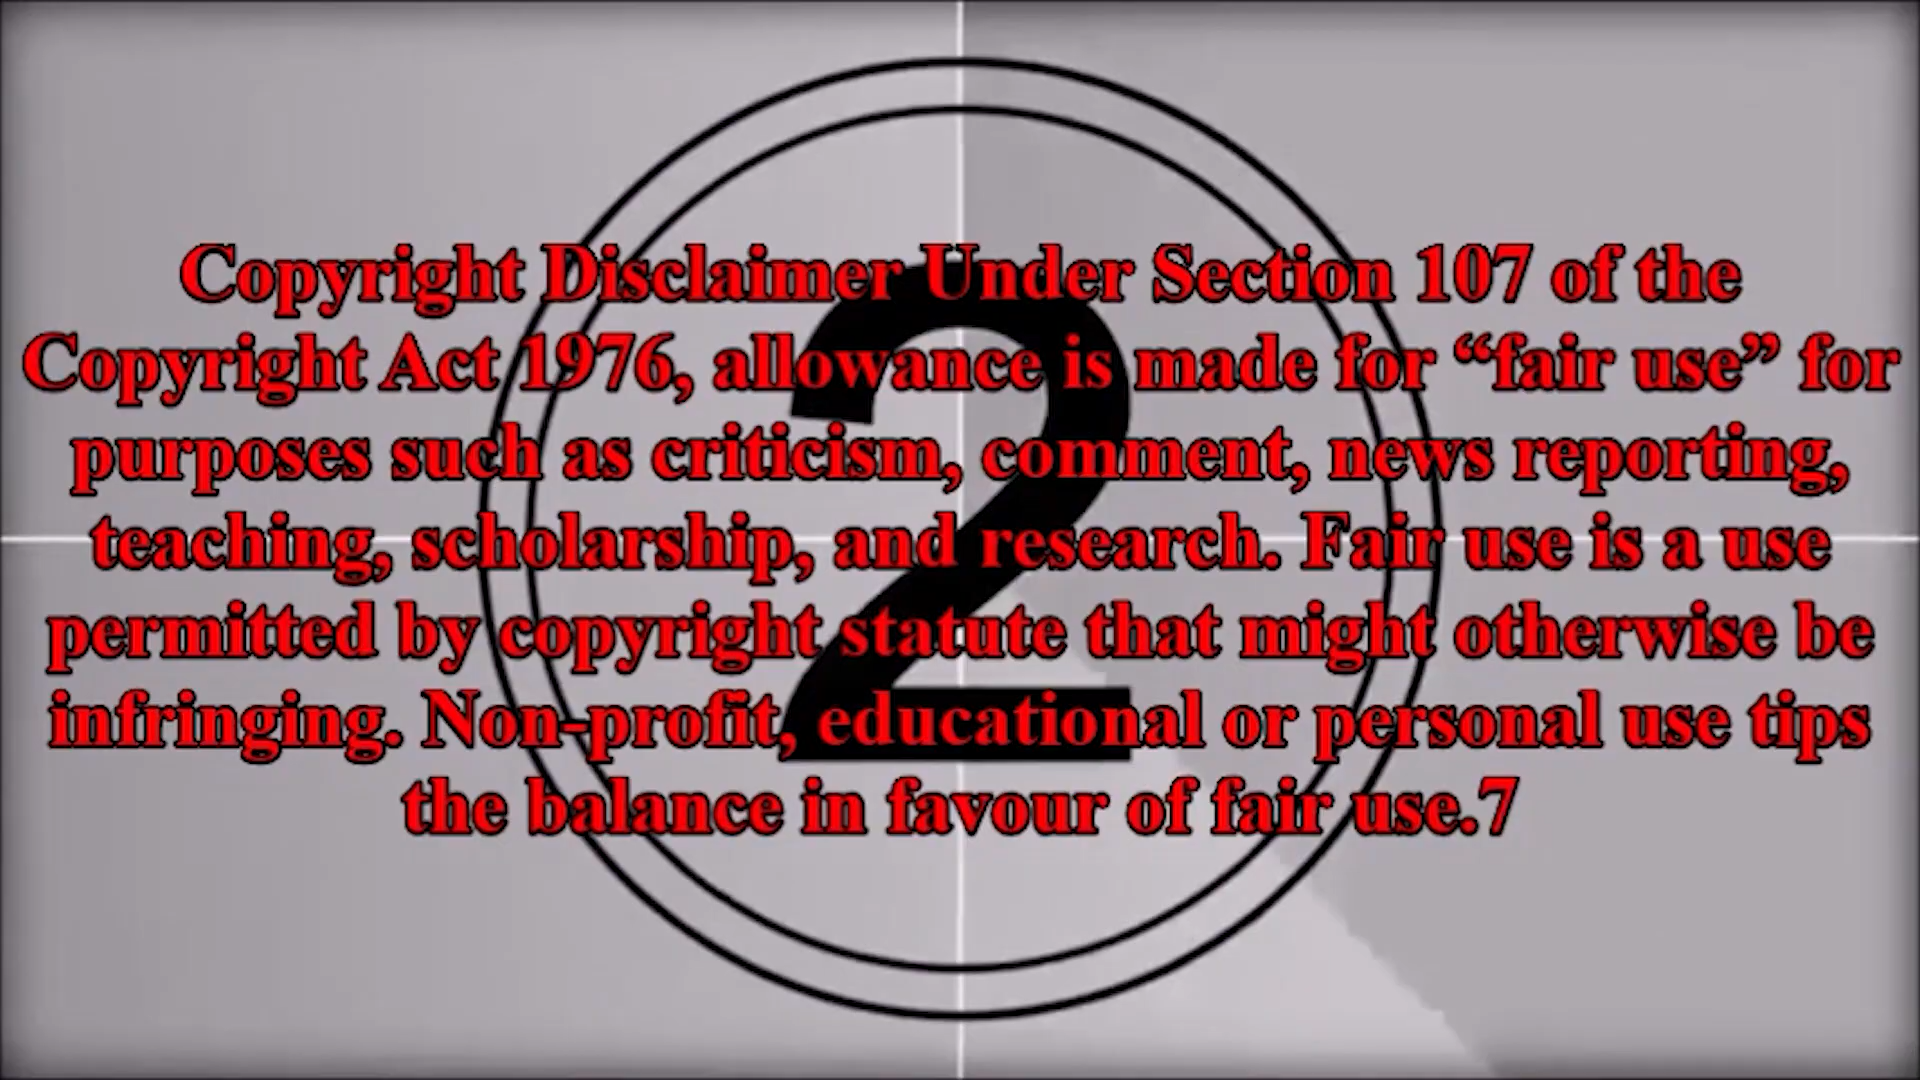 Copyright Disclaimer Under Section 107 of the
Copyright Act 1976, allowance is made for “fair use” for
purposes such as criticism, comment, news reporting,
teaching, scholarship, and research. Fair use is a use
permitted by copyright statute that might otherwise be
infringing. Non-profit, educational or personal use tips
the balance in favour of fair use.7
2